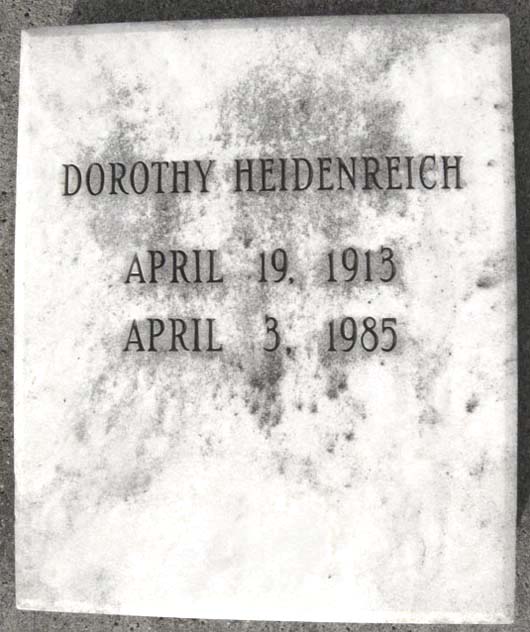 DOROTHY HEIDENREICH
APRIL 19, 1913
APRIL 3, 1985